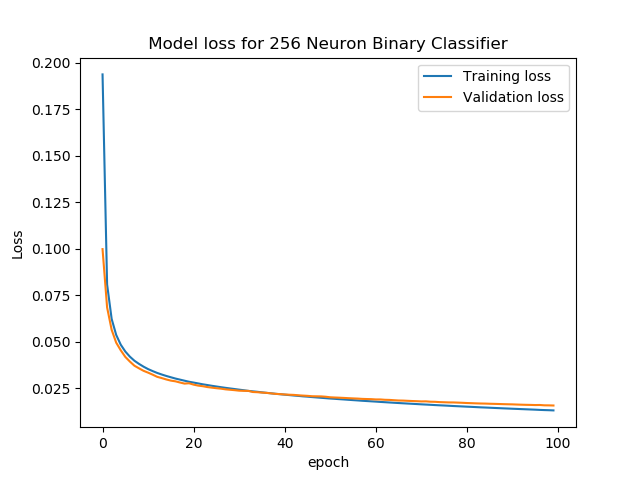 Model loss for 256 Neuron Binary Classifier
Training loss
Validation loss
0.200
0.175
0.150
0.125
0.100
0.075
0.050
0.025
Loss
0 20 40 60 80 100
epoch